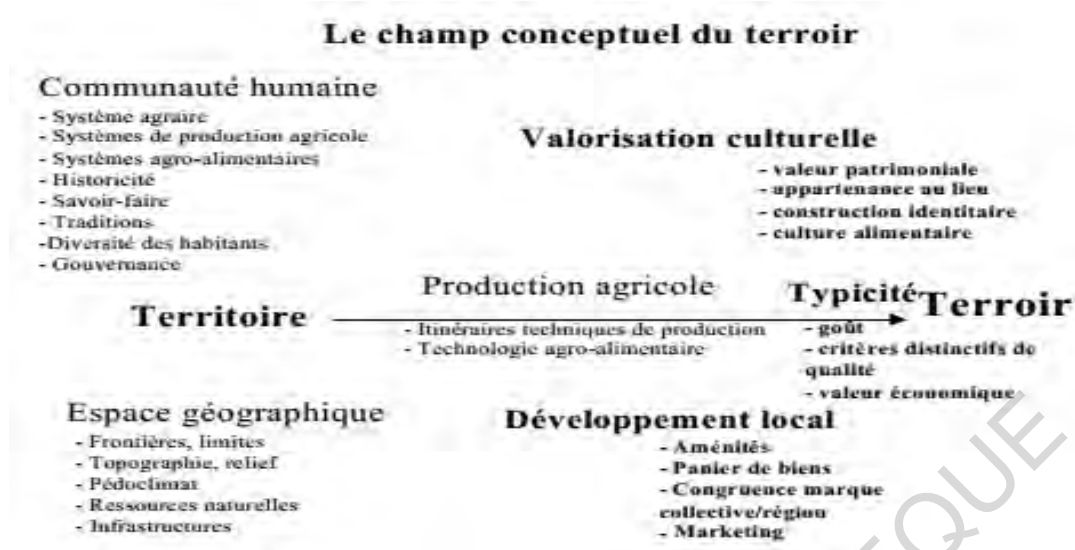 Le champ conceptuel du terroir
Communauté humaine
- Système agraire
- Systèmes de production agricole
- Systèmes agro-alimentaires
- Historicité
- Savoir-faire
- Traditions
-Diversité des habitants
- Gouvernance
Valorisation culturelle
- valeur patrimoniale
- appartenance au lieu
- construction identitaire
- culture alimentaire
Territoire
Production agricole
- Itinéraires techniques de production
- Technologie agro-alimentaire
Typicité
- goût
- critères distinctifs de
qualité
- valeur économique
Terroir
Espace géographique
- Frontières, limites
- Topographie, relief
- Pédoclimat
- Ressources naturelles
- Infrastructures
Développement local
- Aménités
- Panier de biens
- Congruence marque
collective/région
- Marketing